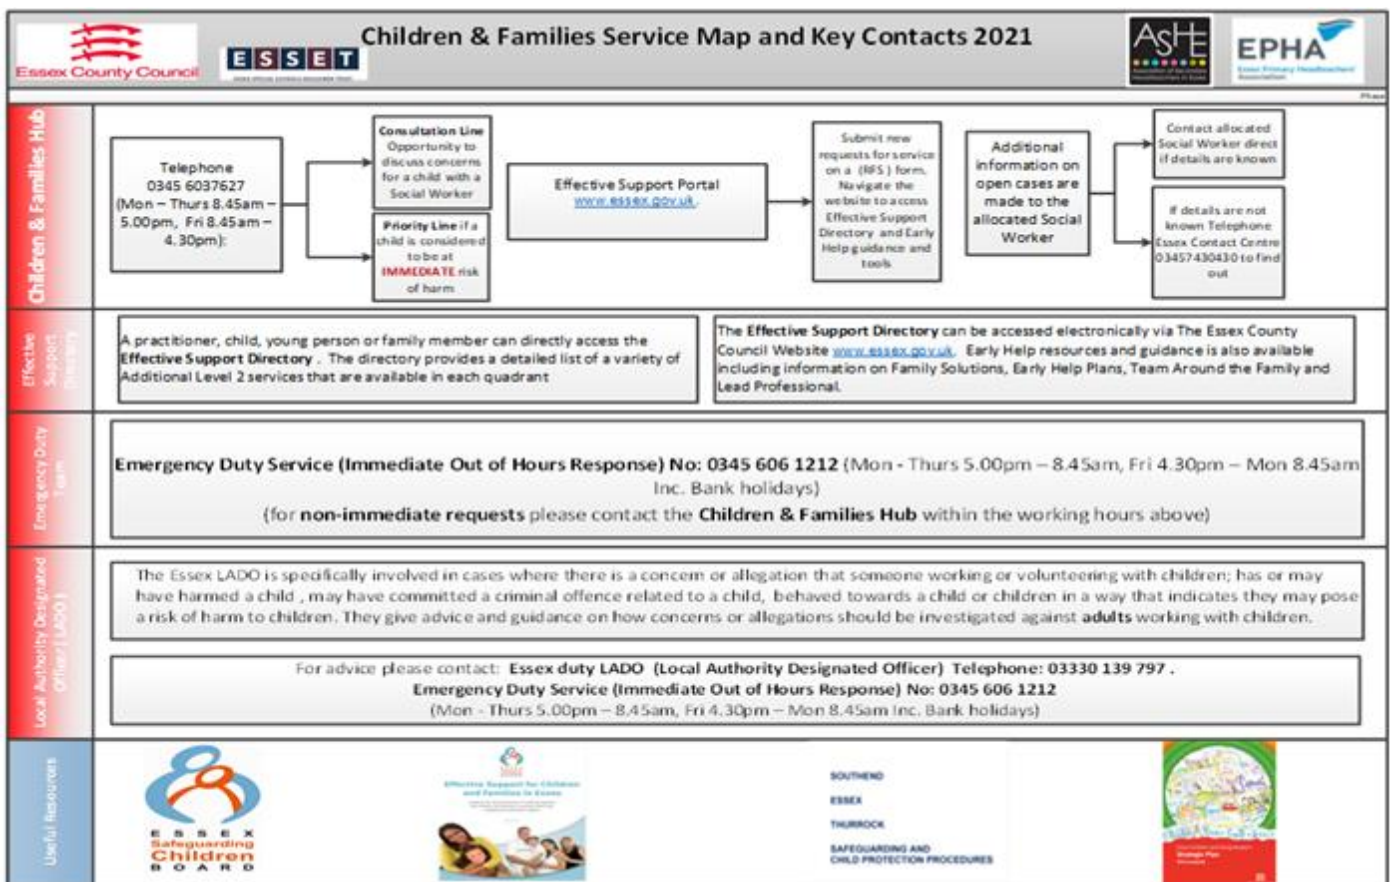 Children & Families Service Map and Key Contacts 2021
Essex County Council
ESSET
AsHE
EPHA
Essex Primary Headteachers'
Association
Phase
Children & Families Hub
Telephone
0345 6037627
(Mon – Thurs 8.45am –
5.00pm, Fri 8.45am –
4.30pm):
Consultation Line
Opportunity to
discuss concerns
for a child with a
Social Worker
Priority Line if a
child is considered
to be at
IMMEDIATE risk
of harm
Effective Support Portal
www.essex.gov.uk.
Submit new
requests for service
on a (RFS) form.
Navigate the
website to access
Effective Support
Directory and Early
Help guidance and
tools
Additional
information on
open cases are
made to the
allocated Social
Worker
Contact allocated
Social Worker direct
if details are known
If details are not
known Telephone
Essex Contact Centre
03457430430 to find
out
Effective
Support
Directory
A practitioner, child, young person or family member can directly access the
Effective Support Directory . The directory provides a detailed list of a variety of
Additional Level 2 services that are available in each quadrant
The Effective Support Directory can be accessed electronically via The Essex County
Council Website www.essex.gov.uk. Early Help resources and guidance is also available
including information on Family Solutions, Early Help Plans, Team Around the Family and
Lead Professional.
Emergency Duty
Team
Emergency Duty Service (Immediate Out of Hours Response) No: 0345 606 1212 (Mon - Thurs 5.00pm – 8.45am, Fri 4.30pm – Mon 8.45am
Inc. Bank holidays)
(for non-immediate requests please contact the Children & Families Hub within the working hours above)
Local Authority Designated
Officer ( LADO )
The Essex LADO is specifically involved in cases where there is a concern or allegation that someone working or volunteering with children; has or may
have harmed a child , may have committed a criminal offence related to a child, behaved towards a child or children in a way that indicates they may pose
a risk of harm to children. They give advice and guidance on how concerns or allegations should be investigated against adults working with children.
For advice please contact: Essex duty LADO (Local Authority Designated Officer) Telephone: 03330 139 797 .
Emergency Duty Service (Immediate Out of Hours Response) No: 0345 606 1212
(Mon - Thurs 5.00pm – 8.45am, Fri 4.30pm – Mon 8.45am Inc. Bank holidays)
Useful Resources
ESSEX
Safeguarding
Children
BOARD
Effective Support for Children
and Families in Essex
SOUTHEND
ESSEX
THURROCK
SAFEGUARDING AND
CHILD PROTECTION PROCEDURES
Strategic Plan